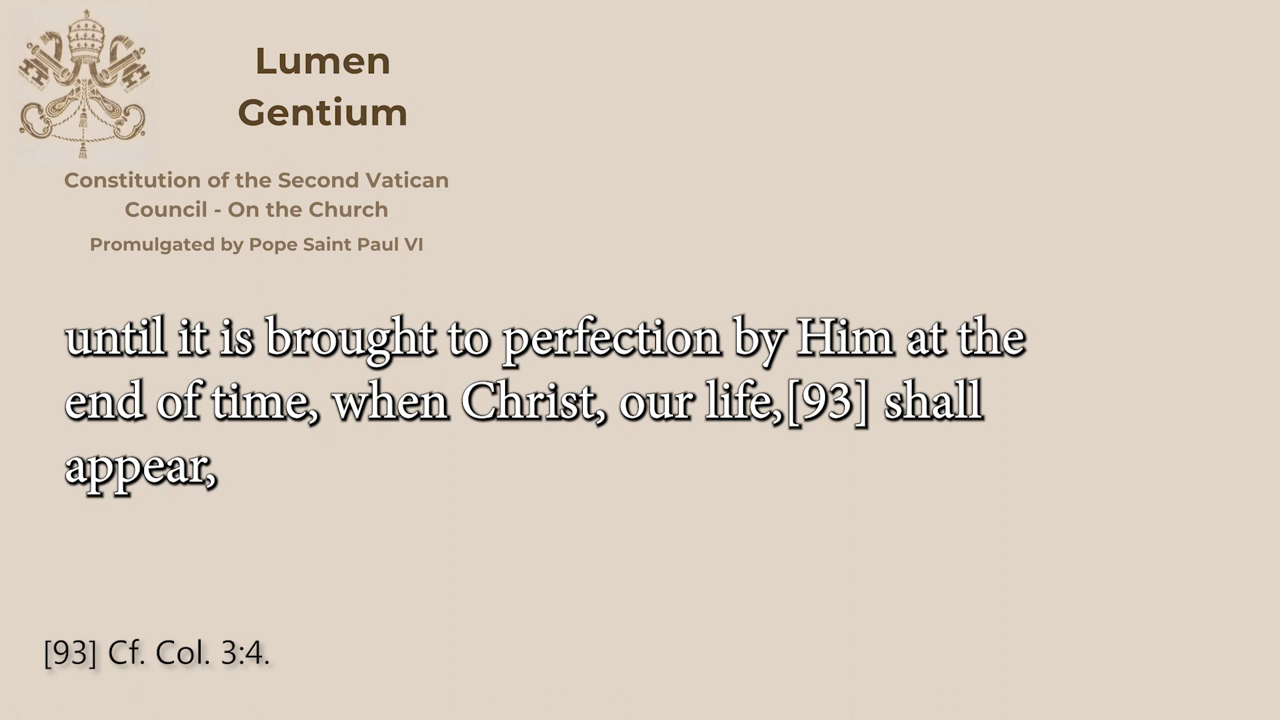 Lumen
Gentium
Constitution of the Second Vatican
Council - On the Church
Promulgated by Pope Saint Paul VI
until it is brought to perfection by Him at the
end of time, when Christ, our life,[93] shall
appear,
[93] Cf. Col. 3:4.